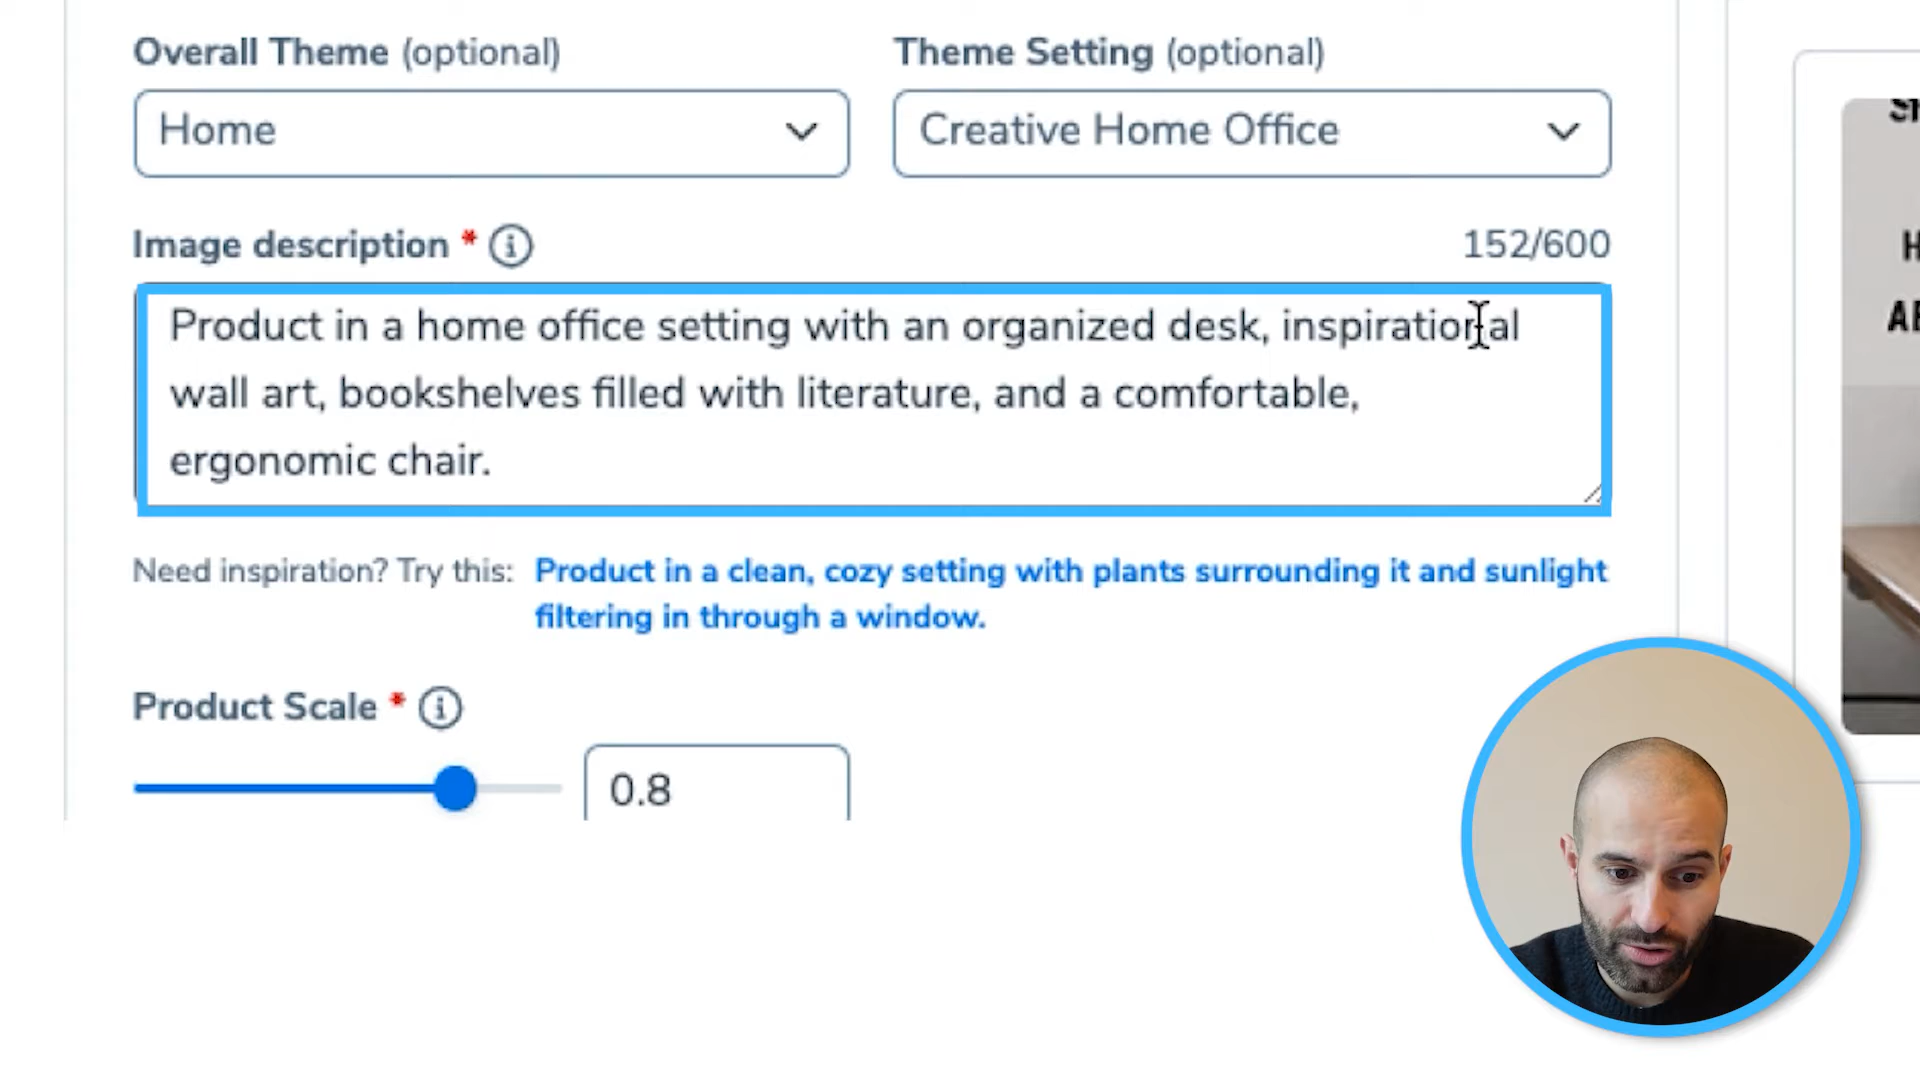 Overall Theme (optional)
Theme Setting (optional)
Home
Creative Home Office
Image description *
152/600
Product in a home office setting with an organized desk, inspirational
wall art, bookshelves filled with literature, and a comfortable,
ergonomic chair.
Need inspiration? Try this: Product in a clean, cozy setting with plants surrounding it and sunlight
filtering in through a window.
Product Scale *
0.8